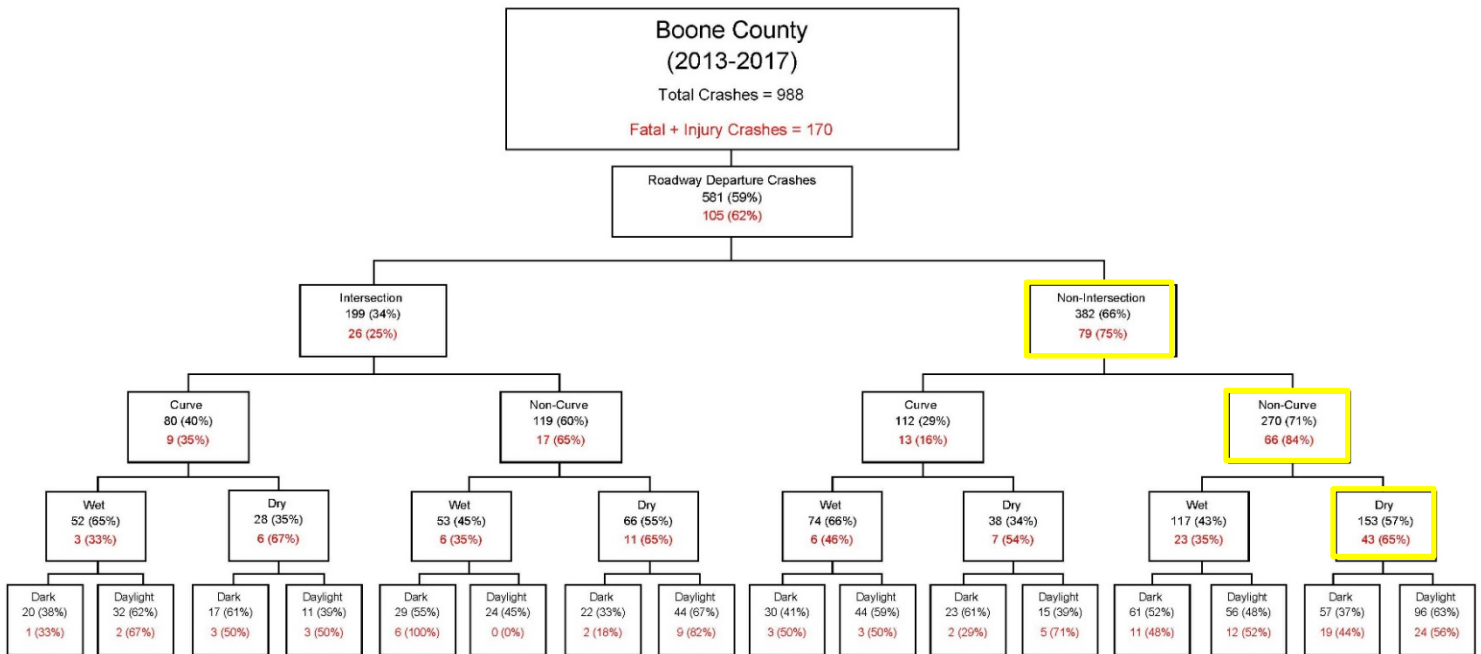 Boone County
(2013-2017)
Total Crashes = 988
Fatal + Injury Crashes = 170
Roadway Departure Crashes
581 (59%)
105 (62%)
Intersection
199 (34%)
26 (25%)
Non-Intersection
382 (66%)
79 (75%)
Curve
80 (40%)
9 (35%)
Non-Curve
119 (60%)
17 (65%)
Curve
112 (29%)
13 (16%)
Non-Curve
270 (71%)
66 (84%)
Wet
52 (65%)
3 (33%)
Dry
28 (35%)
6 (67%)
Wet
53 (45%)
6 (35%)
Dry
66 (55%)
11 (65%)
Wet
74 (66%)
6 (46%)
Dry
38 (34%)
7 (54%)
Wet
117 (43%)
23 (35%)
Dry
153 (57%)
43 (65%)
Dark
20 (38%)
1 (33%)
Daylight
32 (62%)
2 (67%)
Dark
17 (61%)
3 (50%)
Daylight
11 (39%)
3 (50%)
Dark
29 (55%)
6 (100%)
Daylight
24 (45%)
0 (0%)
Dark
22 (33%)
2 (18%)
Daylight
44 (67%)
9 (82%)
Dark
30 (41%)
3 (50%)
Daylight
44 (59%)
3 (50%)
Dark
23 (61%)
2 (29%)
Daylight
15 (39%)
5 (71%)
Dark
61 (52%)
11 (48%)
Daylight
56 (48%)
12 (52%)
Dark
57 (37%)
19 (44%)
Daylight
96 (63%)
24 (56%)